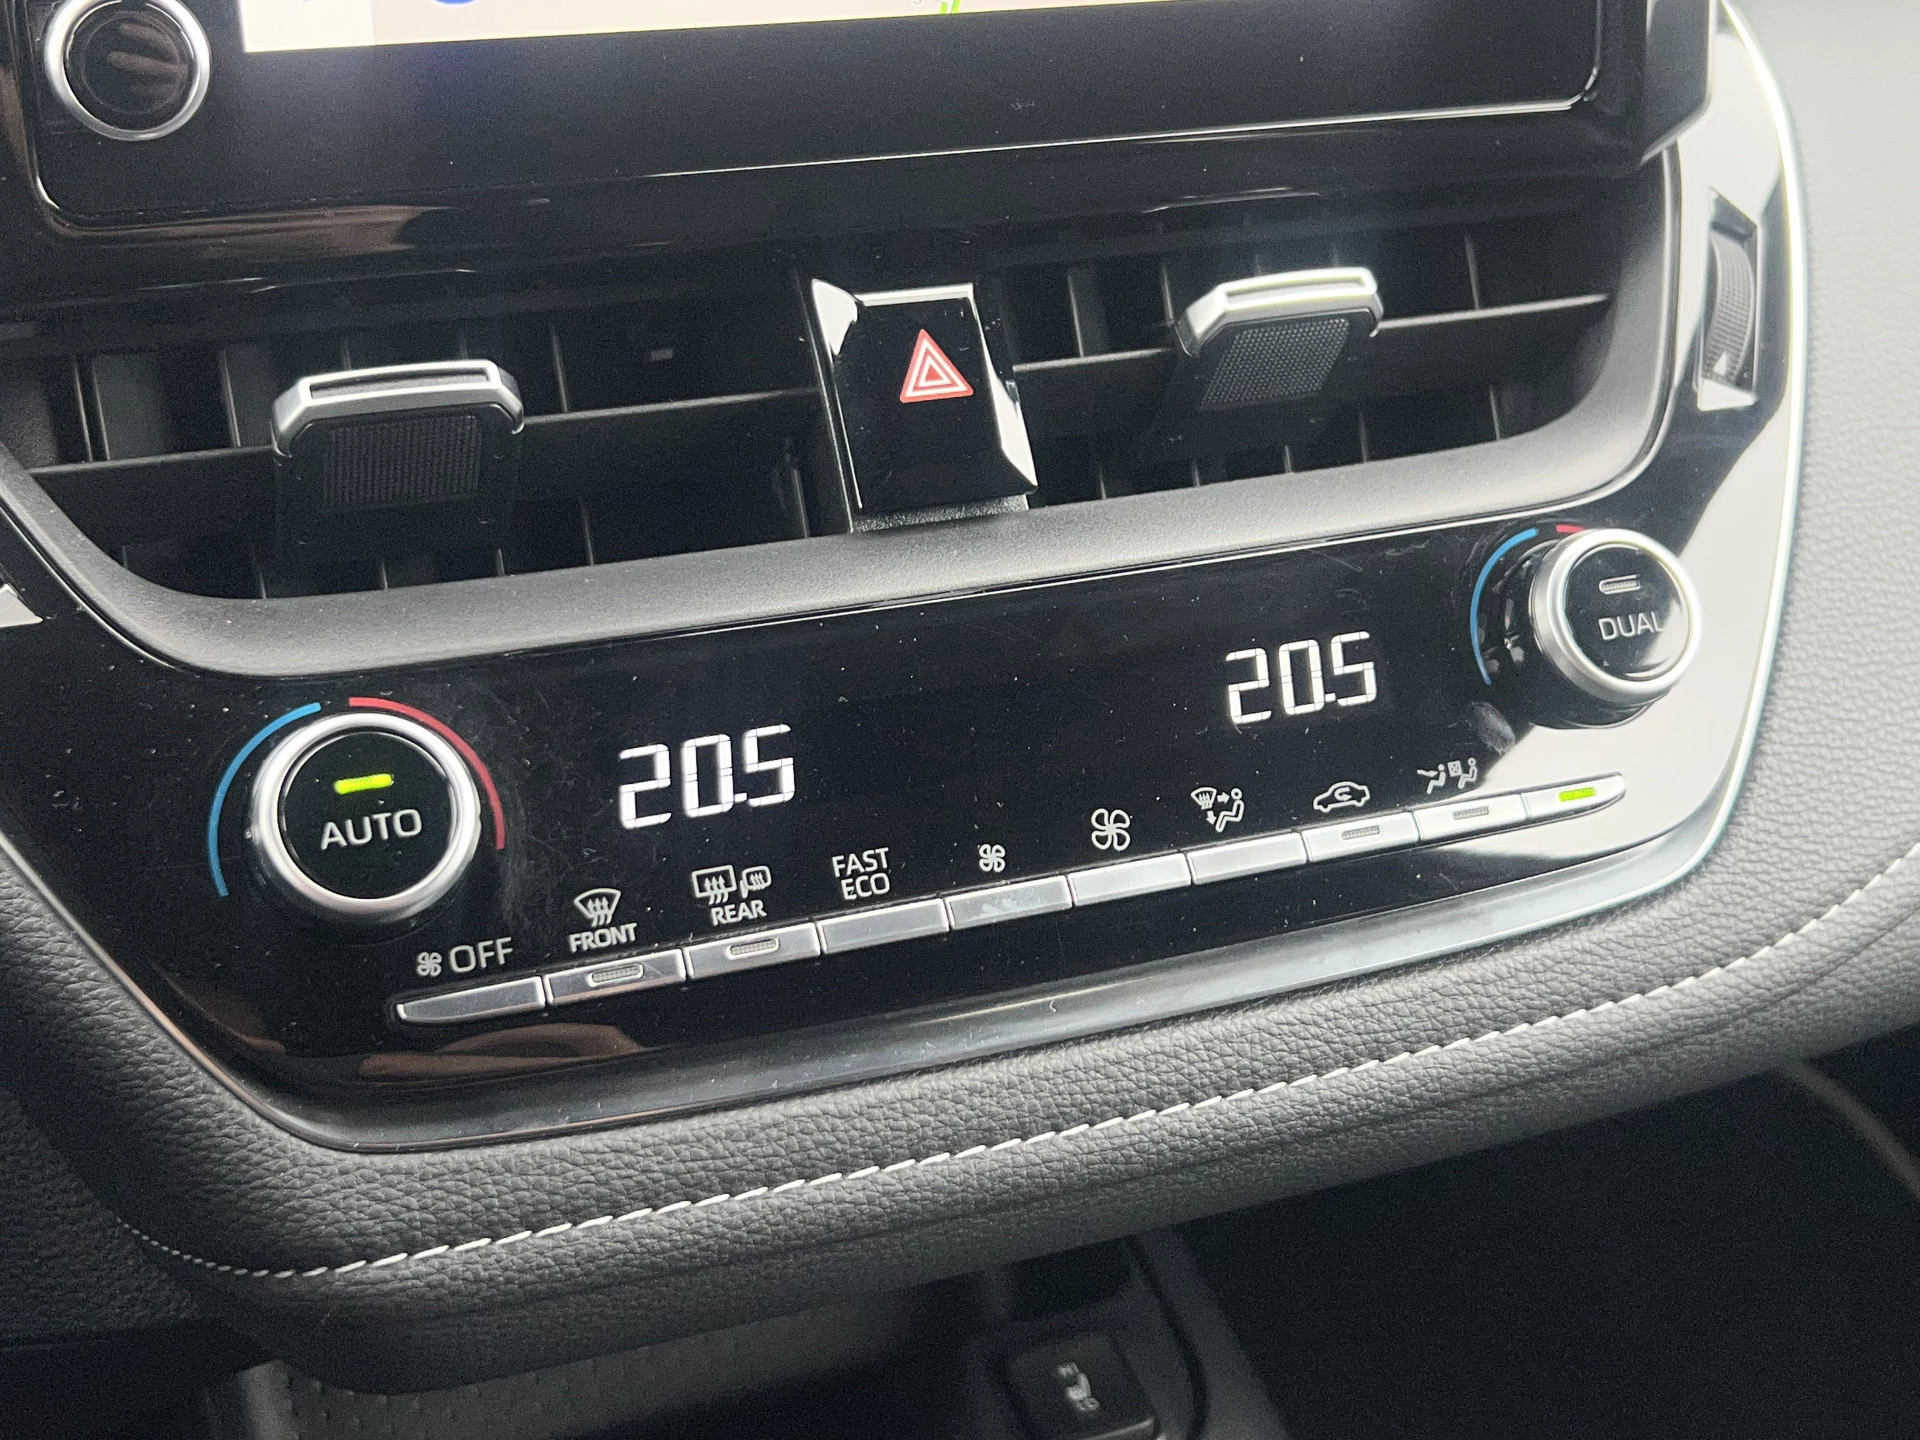 DUAL
20.5
20.5
AUTO
FAST
ECO
REAR
FRONT
OFF